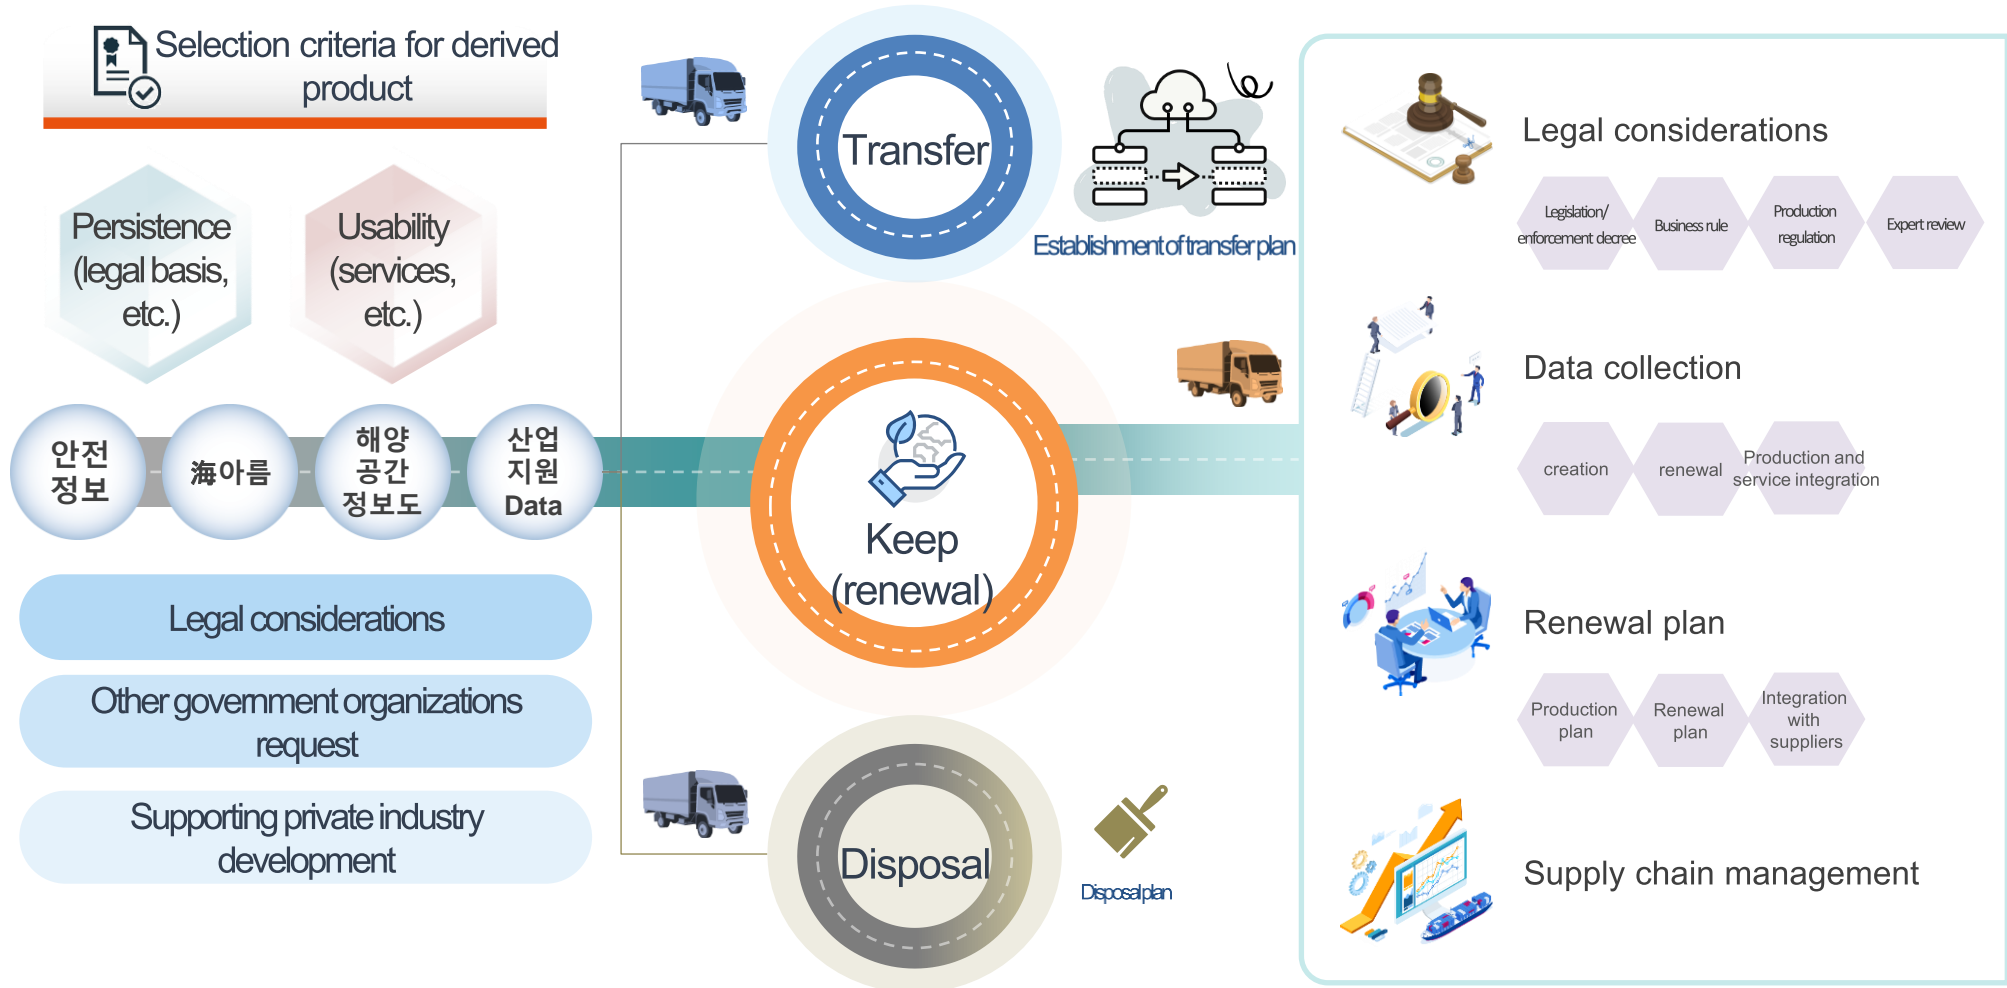 Selection criteria for derived
product
Persistence
(legal basis,
etc.)
Usability
(services,
etc.)
안전
정보
海아름
해양
공간
정보도
산업
지원
Data
Legal considerations
Other government organizations
request
Supporting private industry
development
Transfer
Establishment of transfer plan
Keep
(renewal)
Disposal
Disposal plan
Legal considerations
Legislation/
enforcement decree
Business rule
Production
regulation
Expert review
Data collection
creation
renewal
Production and
service integration
Renewal plan
Production
plan
Renewal
plan
Integration
with
suppliers
Supply chain management